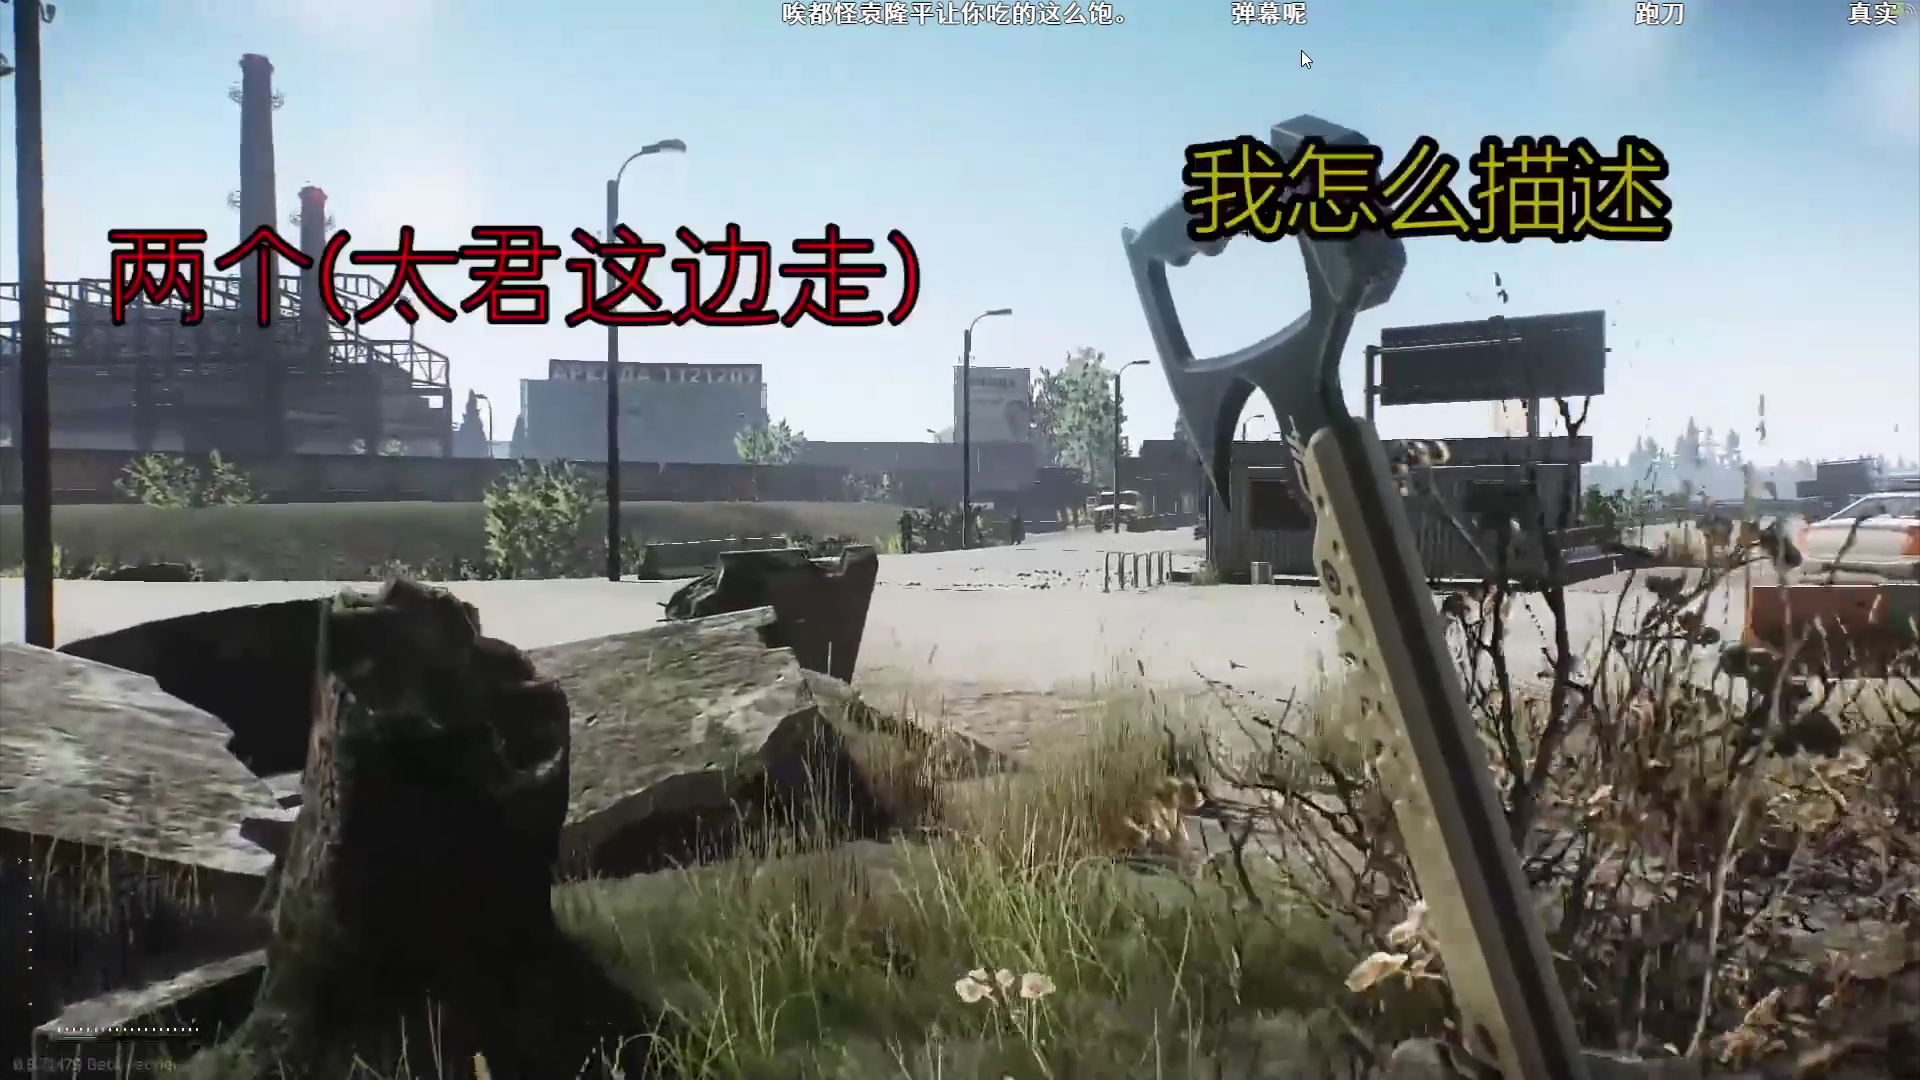 唉都怪袁隆平让你吃的这么饱。
弹幕呢
跑刀
真实
我怎么描述
两个(太君这边走)